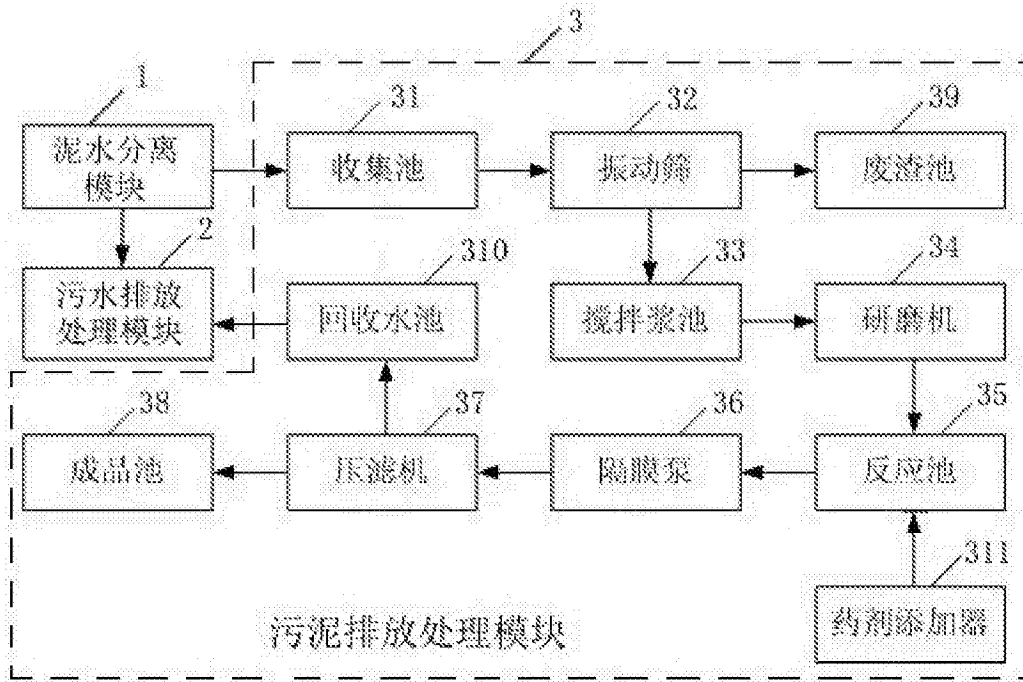 3
1
31
32
39
泥水分离
模块
收集池
振动筛
废渣池
2
310
33
34
污水排放
处理模块
回收水池
搅拌浆池
研磨机
38
37
36
35
成品池
压滤机
隔膜泵
反应池
311
药剂添加器
污泥排放处理模块